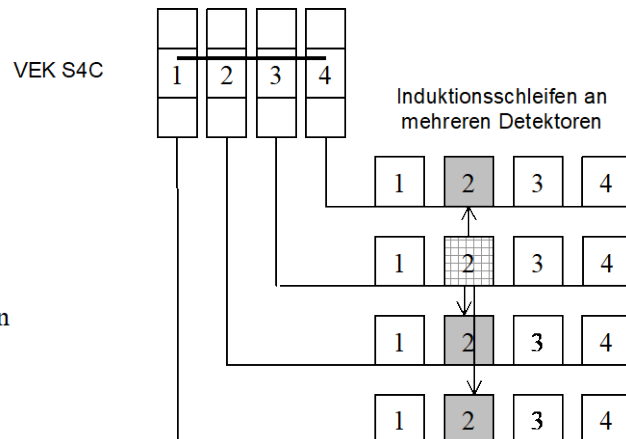 VEK S4C
1 2 3 4
Induktionsschleifen an
mehreren Detektoren
1 2 3 4
1 2 3 4
n
1 2 3 4
1 2 3 4